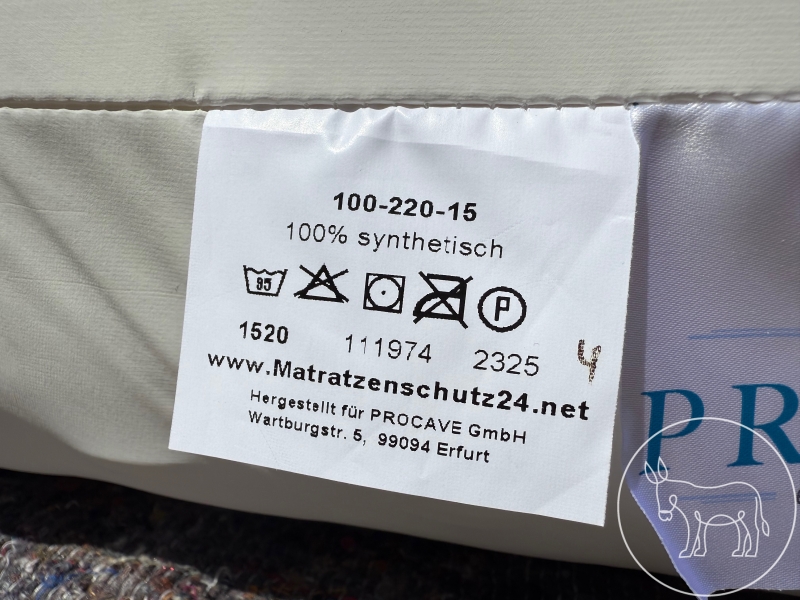 100-220-15
100% synthetisch
95 P
1520 111974 2325 4
www.Matratzenschutz24.net
Hergestellt für PROCAVE GmbH
Wartburgstr. 5, 99094 Erfurt
PR